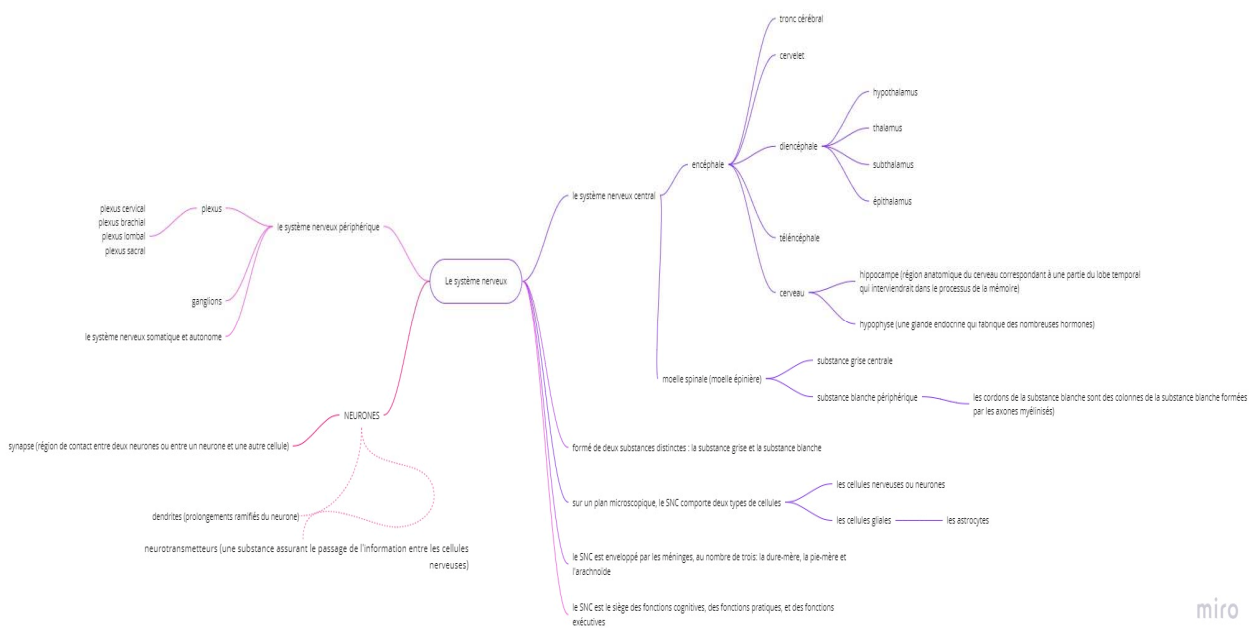 Le système nerveux
le système nerveux central
encéphale
tronc cérébral
cervelet
diencéphale
hypothalamus
thalamus
subthalamus
épithalamus
téléncéphale
cerveau
hippocampe (région anatomique du cerveau correspondant à une partie du lobe temporal
qui interviendrait dans le processus de la mémoire)
hypophyse (une glande endocrine qui fabrique des nombreuses hormones)
moelle spinale (moelle épinière)
substance grise centrale
substance blanche périphérique
les cordons de la substance blanche sont des colonnes de la substance blanche formées
par les axones myélinisés)
formé de deux substances distinctes : la substance grise et la substance blanche
sur un plan microscopique, le SNC comporte deux types de cellules
les cellules nerveuses ou neurones
les cellules gliales
les astrocytes
le SNC est enveloppé par les méninges, au nombre de trois: la dure-mère, la pie-mère et
l'arachnoïde
le SNC est le siège des fonctions cognitives, des fonctions pratiques, et des fonctions
exécutives
le système nerveux périphérique
plexus
plexus cervical
plexus brachial
plexus lombal
plexus sacral
ganglions
le système nerveux somatique et autonome
NEURONES
synapse (région de contact entre deux neurones ou entre un neurone et une autre cellule)
dendrites (prolongements ramifiés du neurone)
neurotransmetteurs (une substance assurant le passage de l'information entre les cellules
nerveuses)
miro